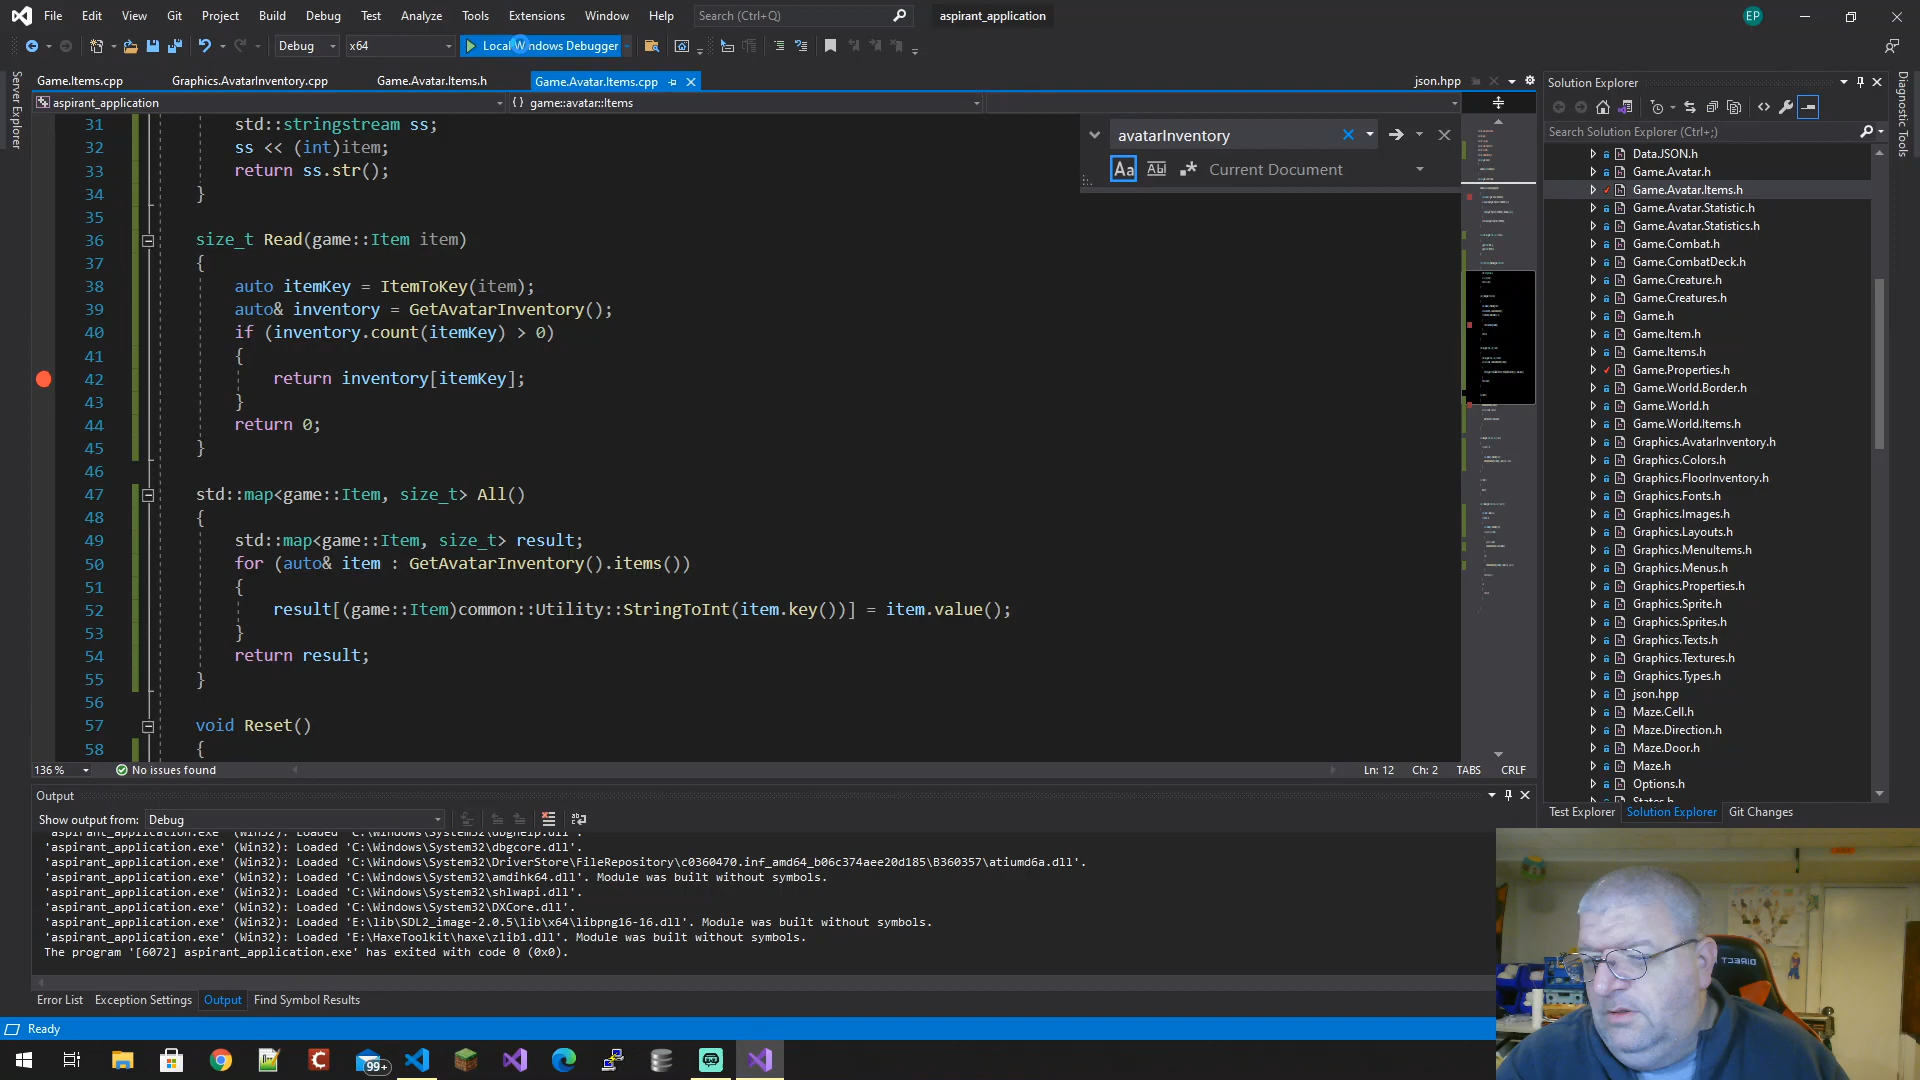 File Edit View Git Project Build Debug Test Analyze Tools Extensions Window Help Search (Ctrl+Q) aspirant_application EP
Debug x64 Local Windows Debugger
Game.Items.cpp Graphics.AvatarInventory.cpp Game.Avatar.Items.h Game.Avatar.Items.cpp json.hpp
aspirant_application game::avatar::Items
31 std::stringstream ss;
32 ss << (int)item;
33 return ss.str();
34 }
35
36 size_t Read(game::Item item)
37 {
38 auto itemKey = ItemToKey(item);
39 auto& inventory = GetAvatarInventory();
40 if (inventory.count(itemKey) > 0)
41 {
42 return inventory[itemKey];
43 }
44 return 0;
45 }
46
47 std::map<game::Item, size_t> All()
48 {
49 std::map<game::Item, size_t> result;
50 for (auto& item : GetAvatarInventory().items())
51 {
52 result[(game::Item)common::Utility::StringToInt(item.key())] = item.value();
53 }
54 return result;
55 }
56
57 void Reset()
58 {
avatarInventory
Aa Ab .* Current Document
136 % No issues found Ln: 12 Ch: 2 TABS CRLF
Output
Show output from: Debug
'aspirant_application.exe' (Win32): Loaded 'C:\Windows\System32\dbghelp.dll'.
'aspirant_application.exe' (Win32): Loaded 'C:\Windows\System32\dbgcore.dll'.
'aspirant_application.exe' (Win32): Loaded 'C:\Windows\System32\DriverStore\FileRepository\c0360470.inf_amd64_b06c374aee20d185\B360357\atiumd6a.dll'.
'aspirant_application.exe' (Win32): Loaded 'C:\Windows\System32\amdihk64.dll'. Module was built without symbols.
'aspirant_application.exe' (Win32): Loaded 'C:\Windows\System32\shlwapi.dll'.
'aspirant_application.exe' (Win32): Loaded 'C:\Windows\System32\DXCore.dll'.
'aspirant_application.exe' (Win32): Loaded 'E:\lib\SDL2_image-2.0.5\lib\x64\libpng16-16.dll'. Module was built without symbols.
'aspirant_application.exe' (Win32): Loaded 'E:\HaxeToolkit\haxe\zlib1.dll'. Module was built without symbols.
The program '[6072] aspirant_application.exe' has exited with code 0 (0x0).
Error List Exception Settings Output Find Symbol Results
Ready
99+
Server Explorer
Solution Explorer
Search Solution Explorer (Ctrl+;)
Data.JSON.h
Game.Avatar.h
Game.Avatar.Items.h
Game.Avatar.Statistic.h
Game.Avatar.Statistics.h
Game.Combat.h
Game.CombatDeck.h
Game.Creature.h
Game.Creatures.h
Game.h
Game.Item.h
Game.Items.h
Game.Properties.h
Game.World.Border.h
Game.World.h
Game.World.Items.h
Graphics.AvatarInventory.h
Graphics.Colors.h
Graphics.FloorInventory.h
Graphics.Fonts.h
Graphics.Images.h
Graphics.Layouts.h
Graphics.MenuItems.h
Graphics.Menus.h
Graphics.Properties.h
Graphics.Sprite.h
Graphics.Sprites.h
Graphics.Texts.h
Graphics.Textures.h
Graphics.Types.h
json.hpp
Maze.Cell.h
Maze.Direction.h
Maze.Door.h
Maze.h
Options.h
States.h
Test Explorer Solution Explorer Git Changes
Diagnostic Tools